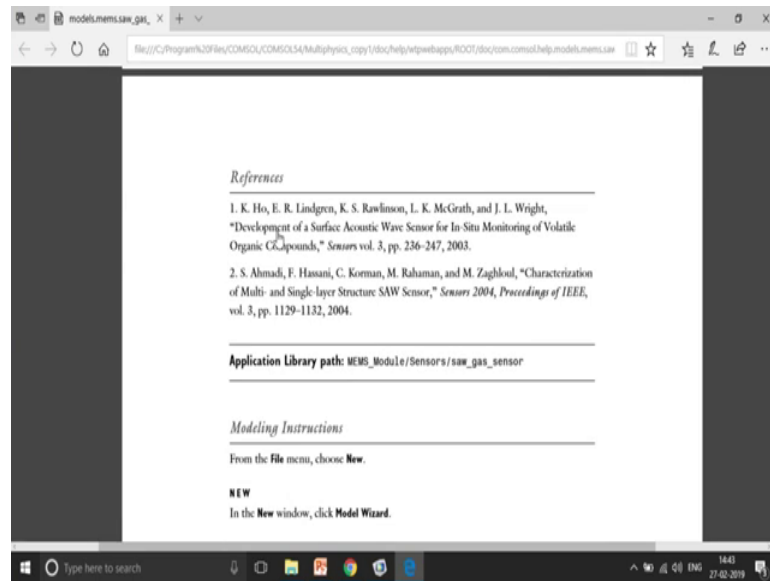 models.mems.saw_gas_
file:///C:/Program%20Files/COMSOL/COMSOL54/Multiphysics_copy1/doc/help/wtpwebapps/ROOT/doc/com.comsol.help.models.mems.saw
References
1. K. Ho, E. R. Lindgren, K. S. Rawlinson, L. K. McGrath, and J. L. Wright,
“Development of a Surface Acoustic Wave Sensor for In-Situ Monitoring of Volatile
Organic Compounds,” Sensors vol. 3, pp. 236–247, 2003.
2. S. Ahmadi, F. Hassani, C. Korman, M. Rahaman, and M. Zaghloul, “Characterization
of Multi- and Single-layer Structure SAW Sensor,” Sensors 2004, Proceedings of IEEE,
vol. 3, pp. 1129–1132, 2004.
Application Library path: MEMS_Module/Sensors/saw_gas_sensor
Modeling Instructions
From the File menu, choose New.
NEW
In the New window, click Model Wizard.
Type here to search
ENG
14:43
27-02-2019